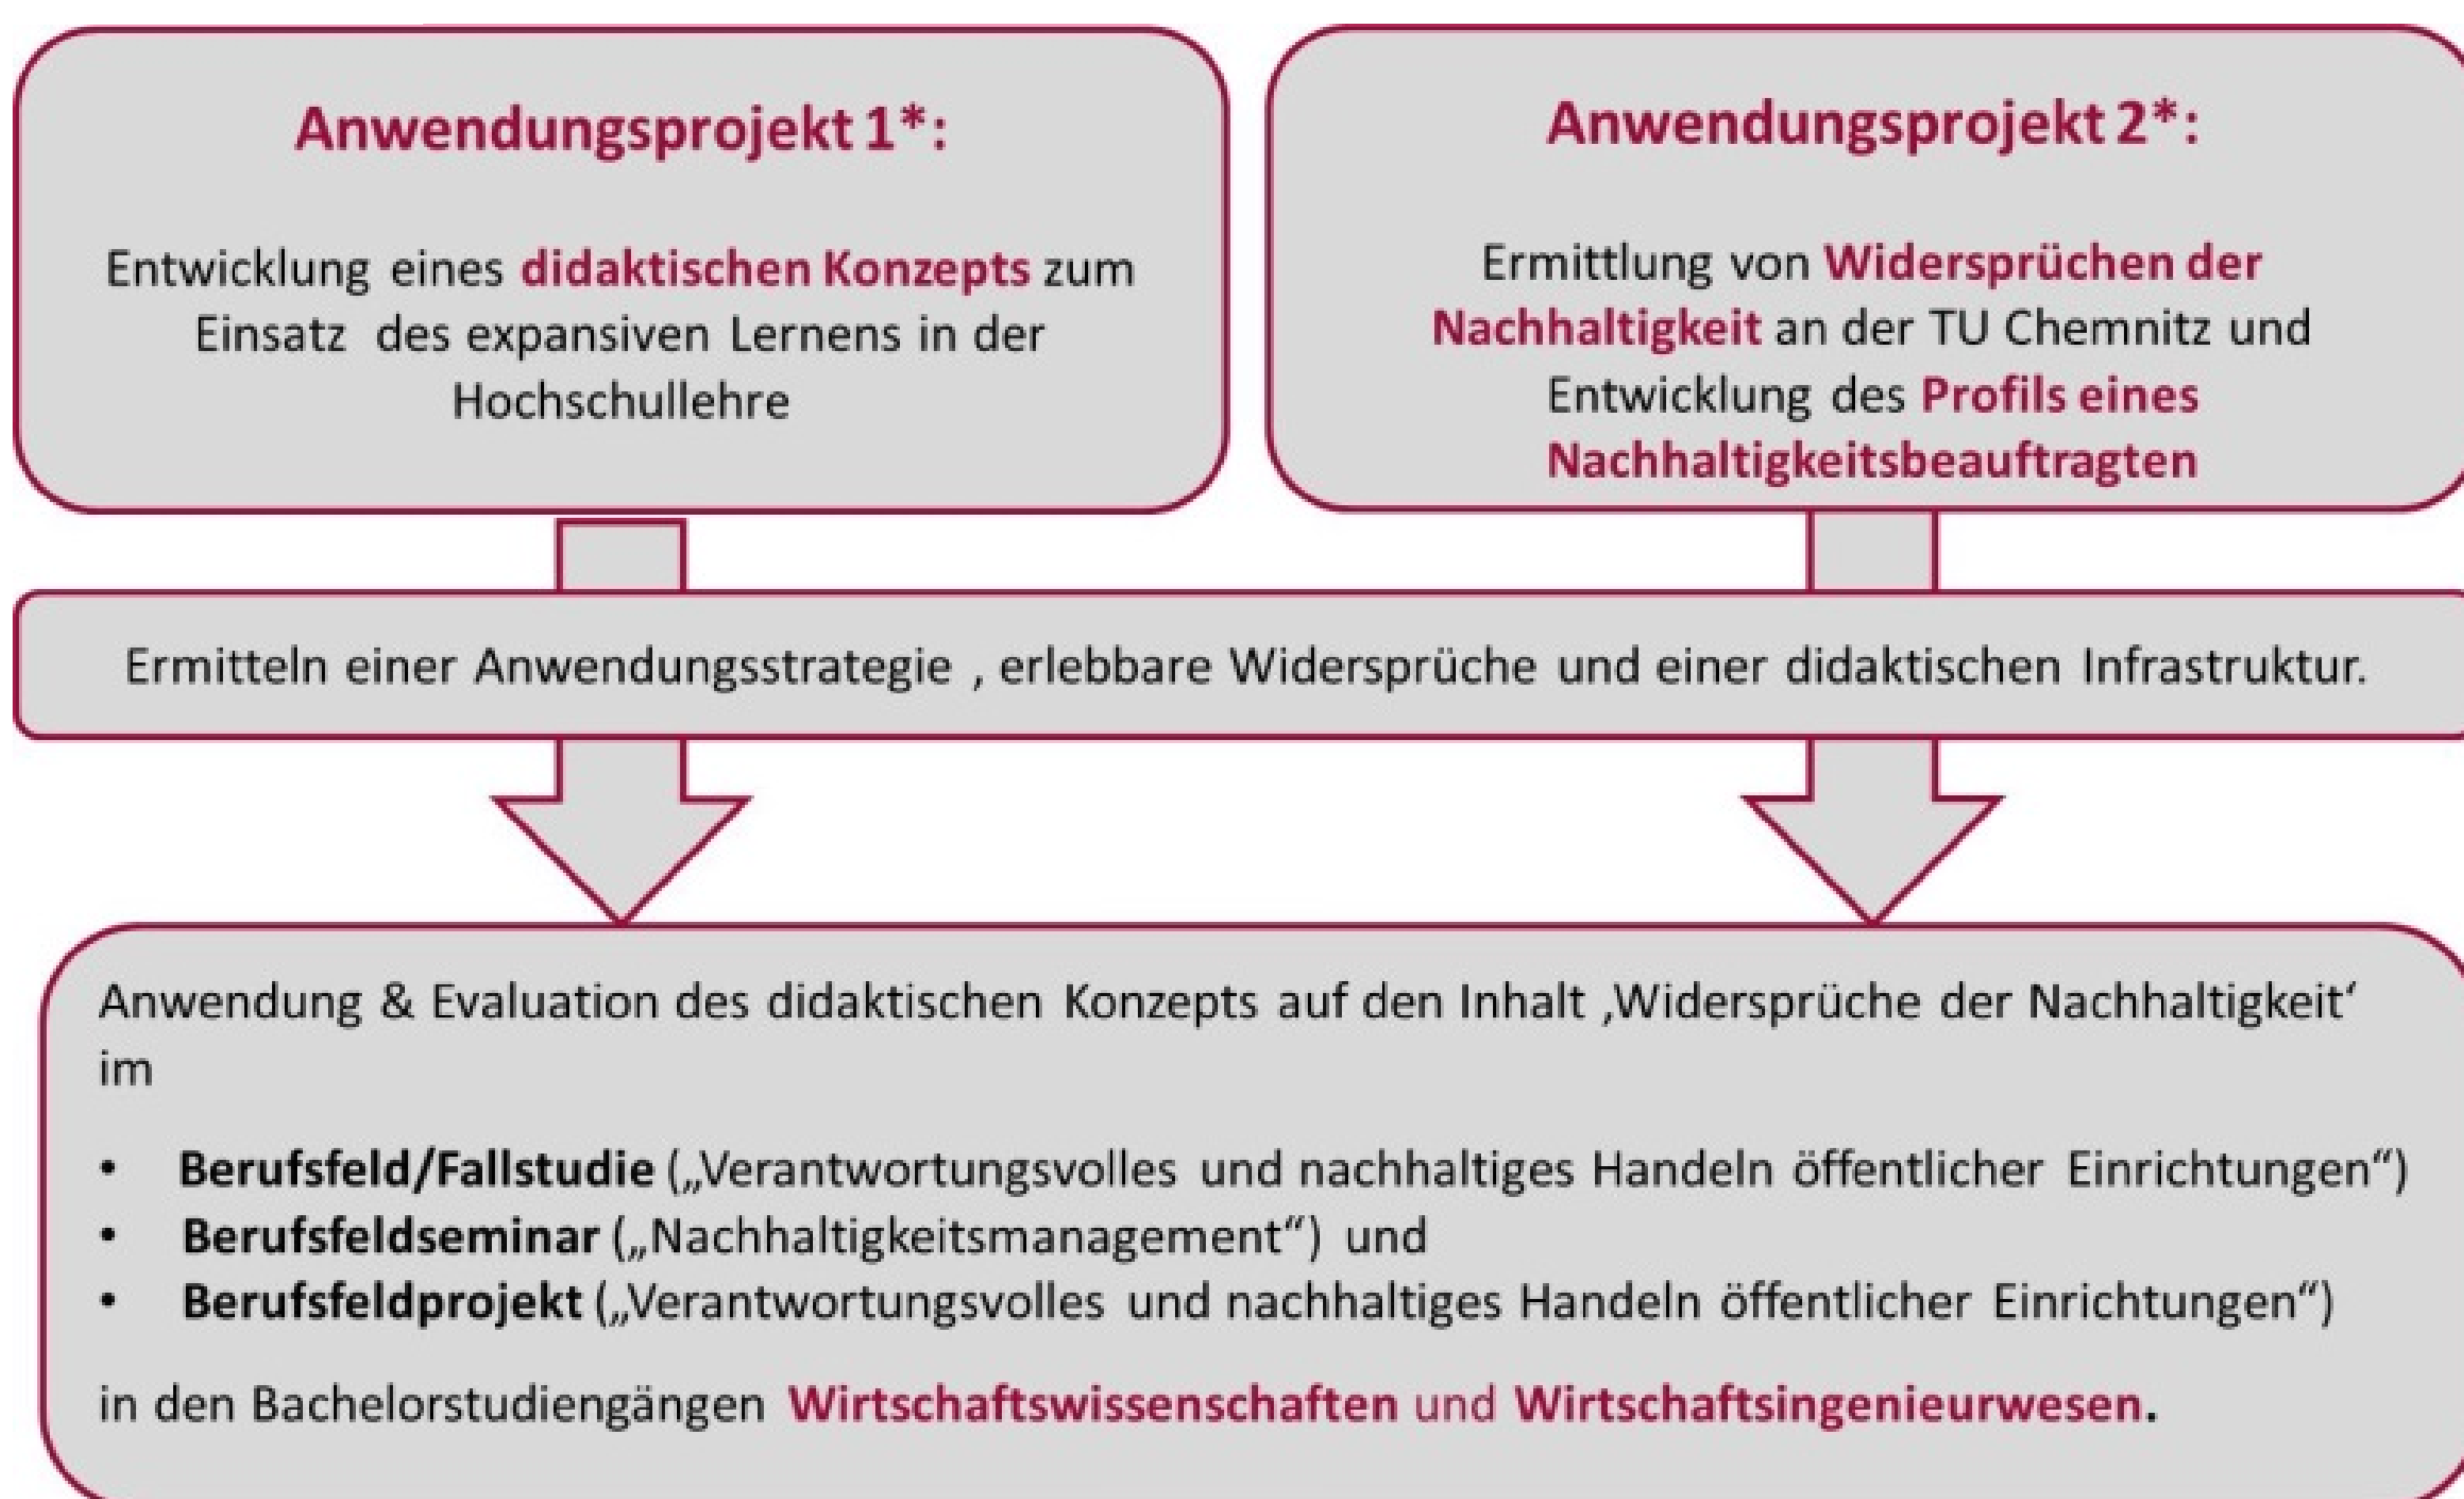 Anwendungsprojekt 1*:
Entwicklung eines didaktischen Konzepts zum
Einsatz des expansiven Lernens in der
Hochschullehre
Anwendungsprojekt 2*:
Ermittlung von Widersprüchen der
Nachhaltigkeit an der TU Chemnitz und
Entwicklung des Profils eines
Nachhaltigkeitsbeauftragten
Ermitteln einer Anwendungsstrategie , erlebbare Widersprüche und einer didaktischen Infrastruktur.
Anwendung & Evaluation des didaktischen Konzepts auf den Inhalt ‚Widersprüche der Nachhaltigkeit‘
im
• Berufsfeld/Fallstudie („Verantwortungsvolles und nachhaltiges Handeln öffentlicher Einrichtungen“)
• Berufsfeldseminar („Nachhaltigkeitsmanagement“) und
• Berufsfeldprojekt („Verantwortungsvolles und nachhaltiges Handeln öffentlicher Einrichtungen“)
in den Bachelorstudiengängen Wirtschaftswissenschaften und Wirtschaftsingenieurwesen.